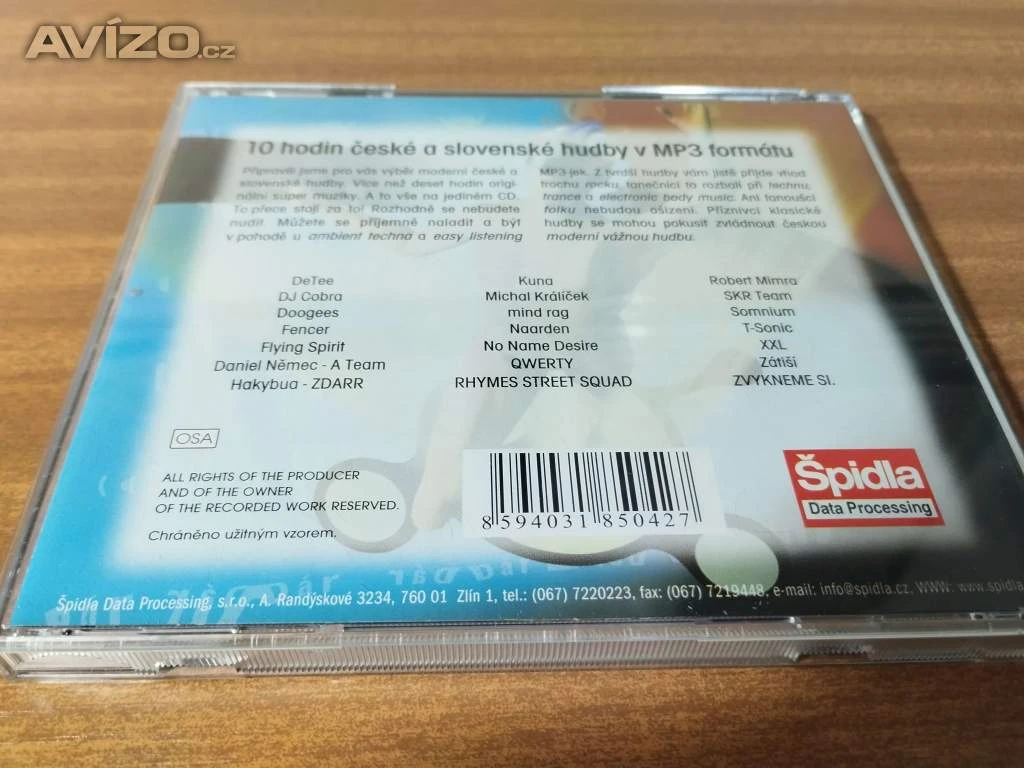 AVÍZO.cz
10 hodin české a slovenské hudby v MP3 formátu
Připravili jsme pro vás výběr moderní české a
slovenské hudby. Více než deset hodin origi-
nální super muziky. A to vše na jediném CD.
To přece stojí za to! Rozhodně se nebudete
nudit. Můžete se příjemně naladit a být
v pohodě u ambient techna a easy listening
MP3-jek. Z tvrdší hudby vám jistě přijde vhod
trochu rocku, tanečníci to rozbalí při technu,
trance a electronic body music. Ani fanoušci
folku nebudou ošizeni. Příznivci klasické
hudby se mohou pokusit zvládnout českou
moderní vážnou hudbu.
DeTee
DJ Cobra
Doogees
Fencer
Flying Spirit
Daniel Němec - A Team
Hakybua - ZDARR
Kuna
Michal Králíček
mind rag
Naarden
No Name Desire
QWERTY
RHYMES STREET SQUAD
Robert Mimra
SKR Team
Somnium
T-Sonic
XXL
Zátiší
ZVYKNEME SI.
OSA
ALL RIGHTS OF THE PRODUCER
AND OF THE OWNER
OF THE RECORDED WORK RESERVED.
Chráněno užitným vzorem.
8 594031 850427
Špidla
Data Processing
Špidla Data Processing, s.r.o., A. Randýskové 3234, 760 01 Zlín 1, tel.: (067) 7220223, fax: (067) 7219448, e-mail: info@spidla.cz, WWW: www.spidla